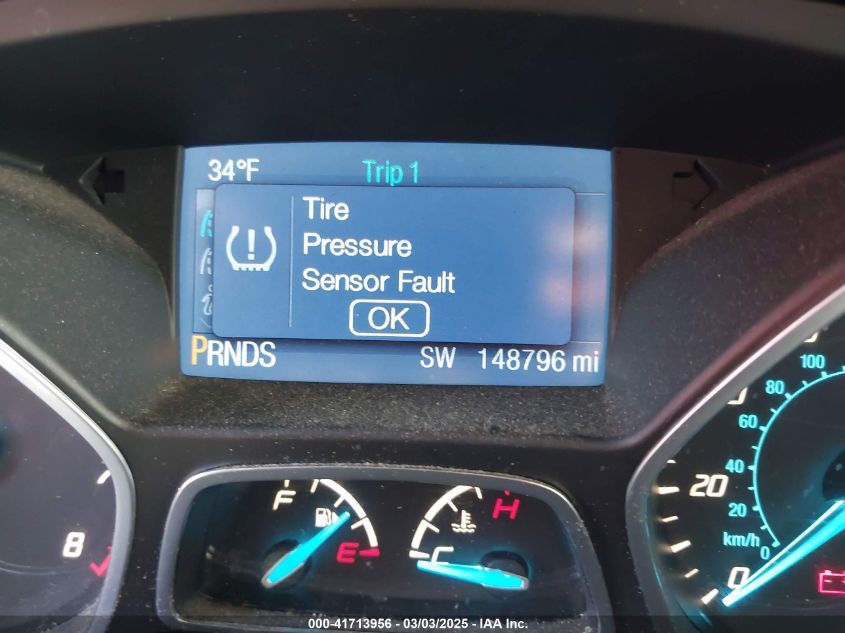 34°F Trip 1
Tire
Pressure
Sensor Fault
OK
PRNDS SW 148796 mi
F
E
C
H
8
100
80
60
40
20
20
km/h
0
0
000-41713956 - 03/03/2025 - IAA Inc.